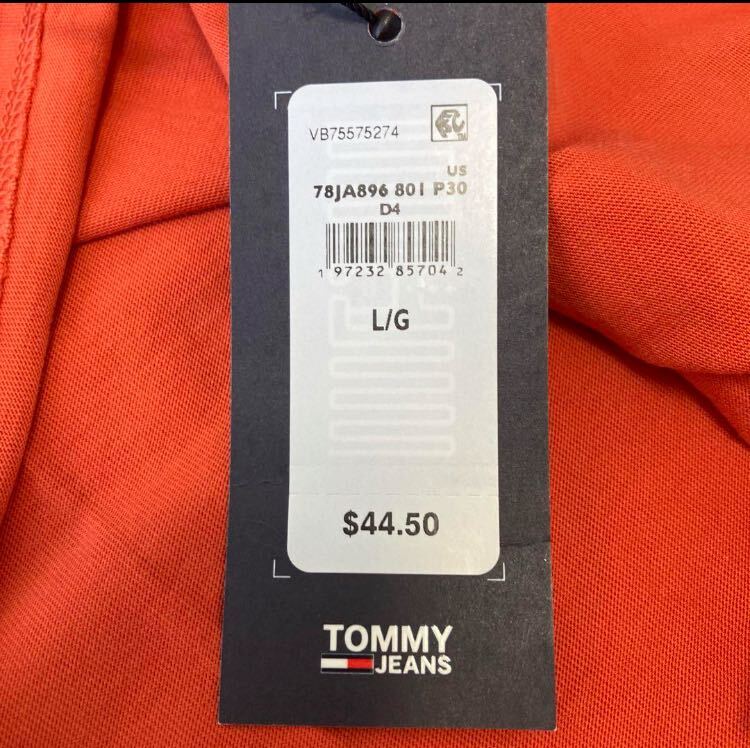 VB75575274
US
78JA896 801 P30
D4
1 97232 85704 2
L/G
$44.50
TOMMY
JEANS